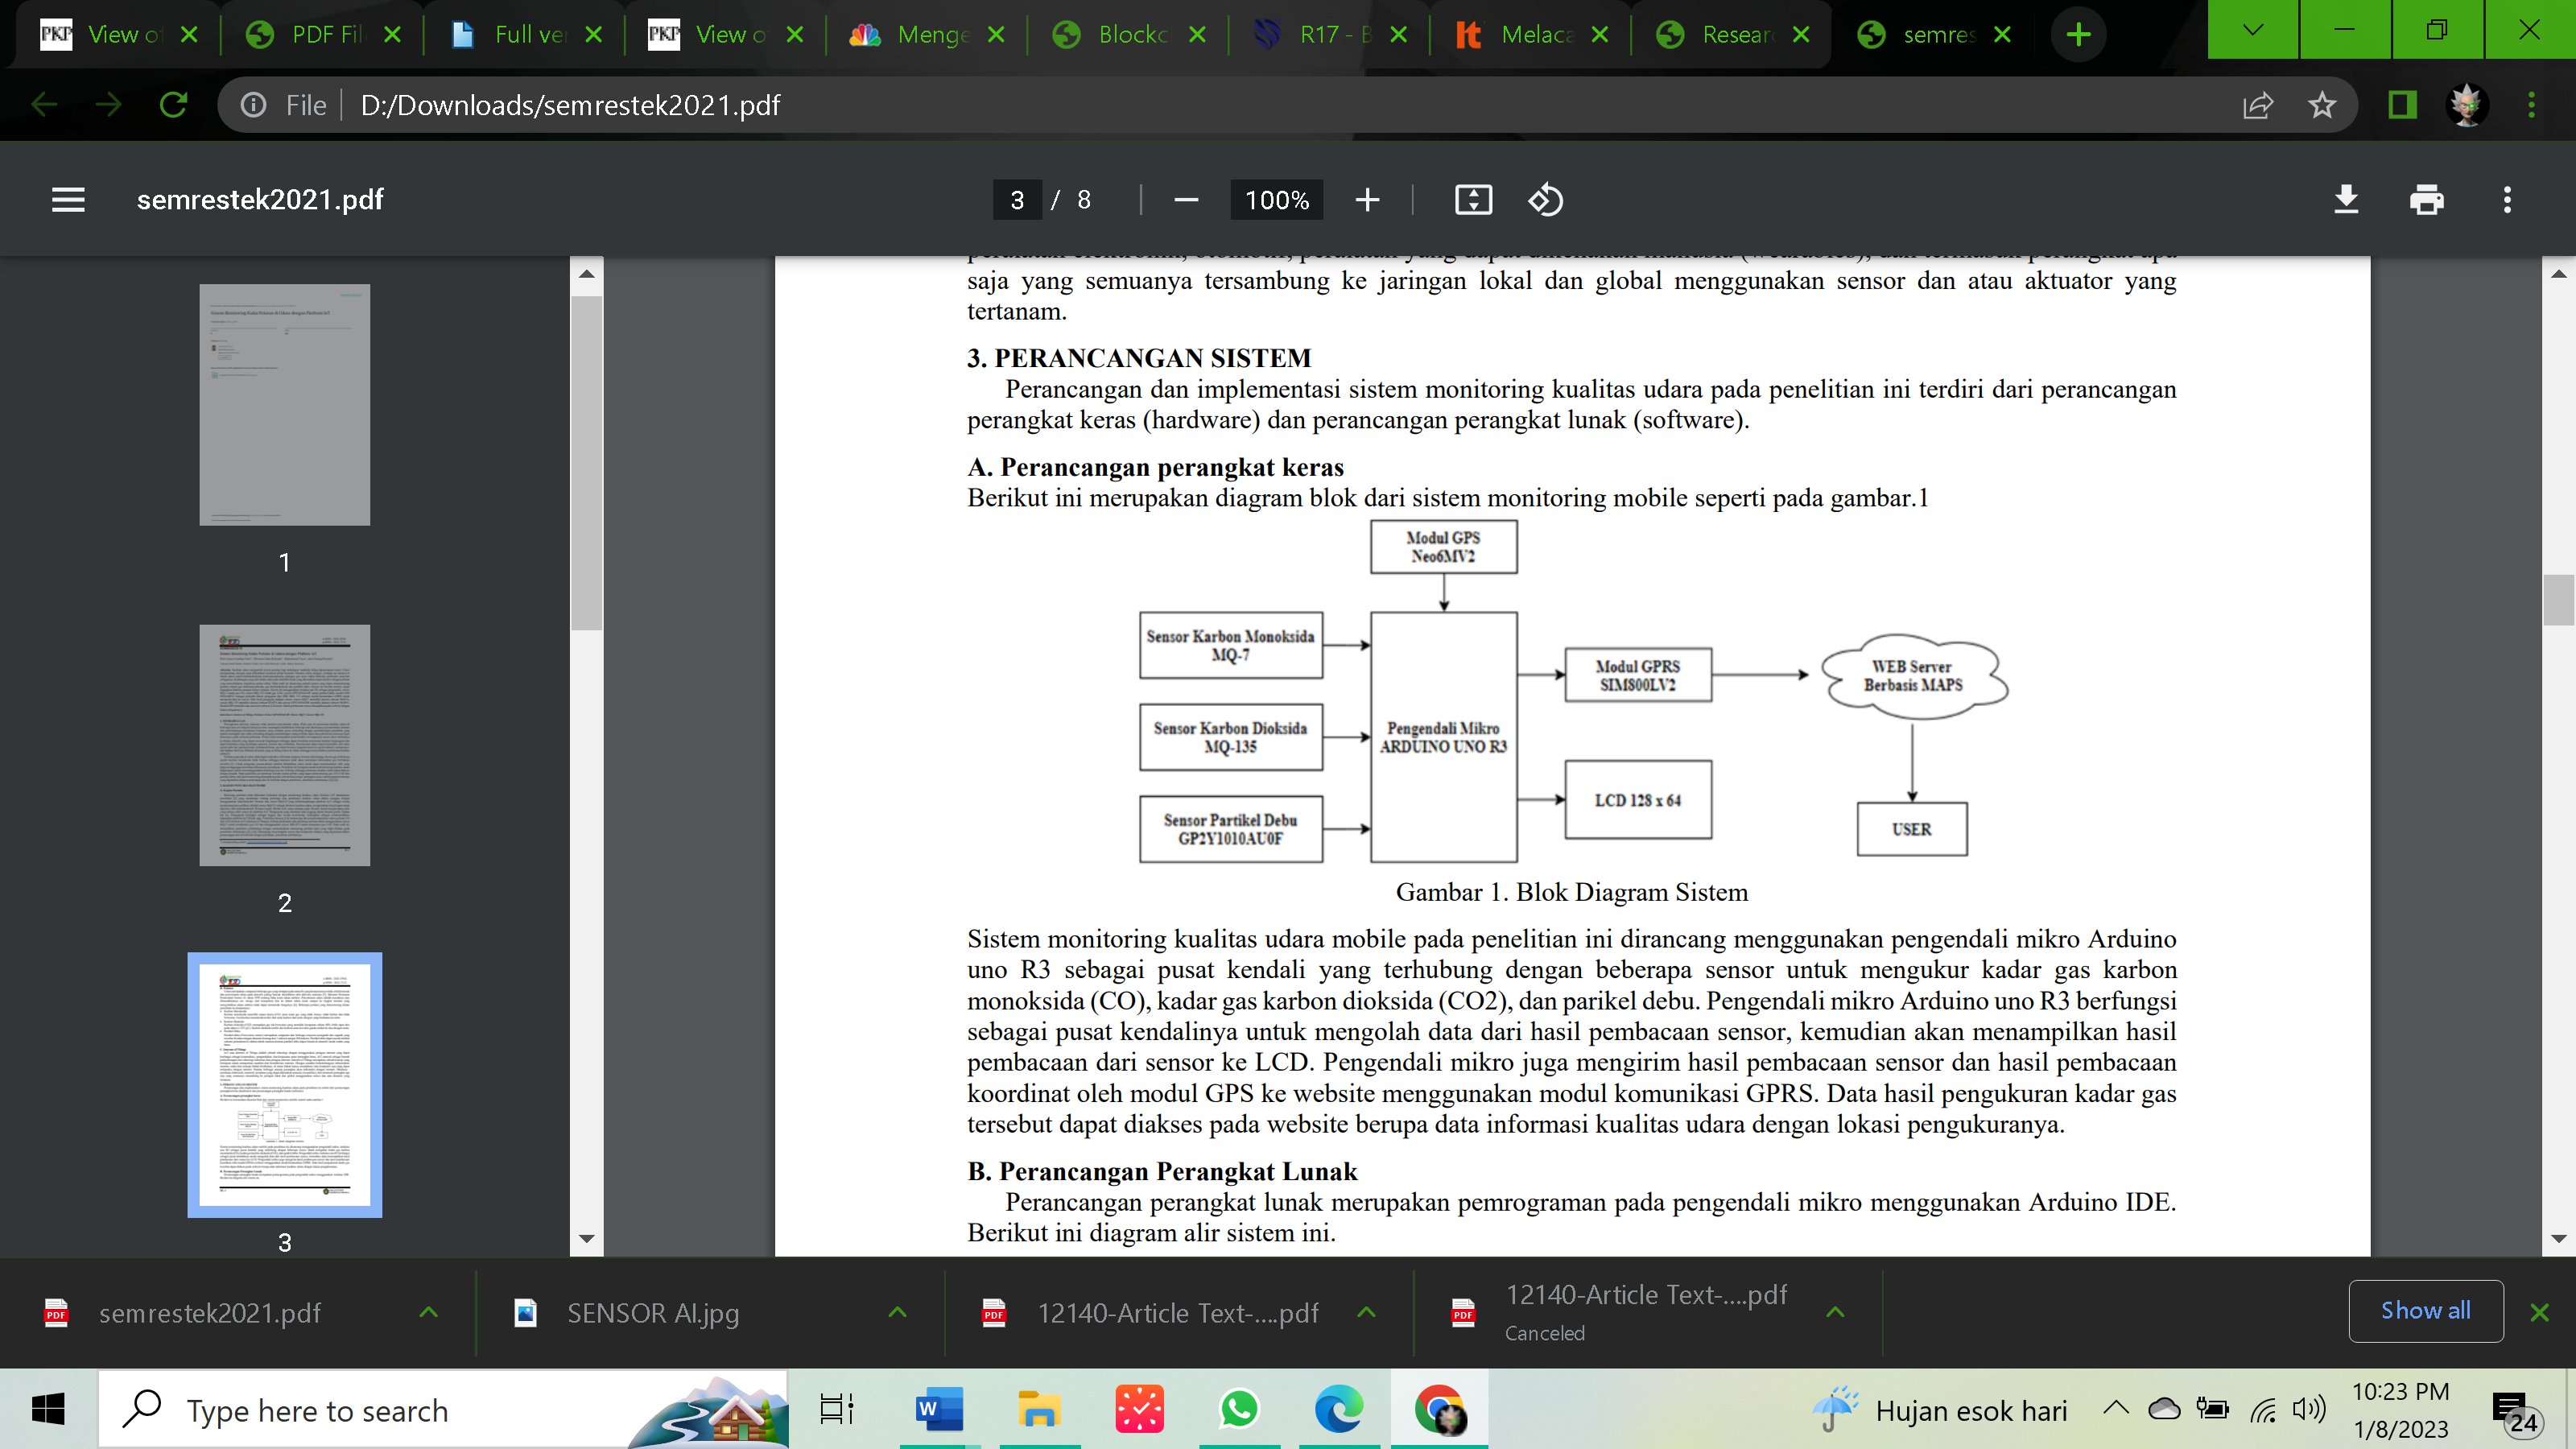 View o
PDF Fil
Full ve
View o
Menge
Blockc
R17 - B
Melaca
Resear
semres
File
D:/Downloads/semrestek2021.pdf
semrestek2021.pdf
3 / 8
100%
1
2
3
saja yang semuanya tersambung ke jaringan lokal dan global menggunakan sensor dan atau aktuator yang
tertanam.
3. PERANCANGAN SISTEM
Perancangan dan implementasi sistem monitoring kualitas udara pada penelitian ini terdiri dari perancangan
perangkat keras (hardware) dan perancangan perangkat lunak (software).
A. Perancangan perangkat keras
Berikut ini merupakan diagram blok dari sistem monitoring mobile seperti pada gambar.1
Modul GPS
Neo6MV2
Sensor Karbon Monoksida
MQ-7
Sensor Karbon Dioksida
MQ-135
Sensor Partikel Debu
GP2Y1010AU0F
Pengendali Mikro
ARDUINO UNO R3
Modul GPRS
SIM800LV2
LCD 128 x 64
WEB Server
Berbasis MAPS
USER
Gambar 1. Blok Diagram Sistem
Sistem monitoring kualitas udara mobile pada penelitian ini dirancang menggunakan pengendali mikro Arduino
uno R3 sebagai pusat kendali yang terhubung dengan beberapa sensor untuk mengukur kadar gas karbon
monoksida (CO), kadar gas karbon dioksida (CO2), dan parikel debu. Pengendali mikro Arduino uno R3 berfungsi
sebagai pusat kendalinya untuk mengolah data dari hasil pembacaan sensor, kemudian akan menampilkan hasil
pembacaan dari sensor ke LCD. Pengendali mikro juga mengirim hasil pembacaan sensor dan hasil pembacaan
koordinat oleh modul GPS ke website menggunakan modul komunikasi GPRS. Data hasil pengukuran kadar gas
tersebut dapat diakses pada website berupa data informasi kualitas udara dengan lokasi pengukuranya.
B. Perancangan Perangkat Lunak
Perancangan perangkat lunak merupakan pemrograman pada pengendali mikro menggunakan Arduino IDE.
Berikut ini diagram alir sistem ini.
semrestek2021.pdf
SENSOR AI.jpg
12140-Article Text-....pdf
12140-Article Text-....pdf
Canceled
Show all
Type here to search
Hujan esok hari
10:23 PM
1/8/2023
24